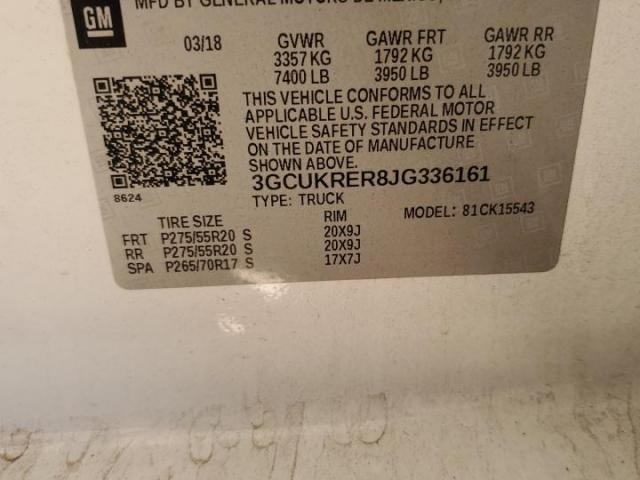 MFD BY GENERAL MOTORS DE MEXICO,
GM
03/18 GVWR GAWR FRT GAWR RR
3357 KG 1792 KG 1792 KG
7400 LB 3950 LB 3950 LB
THIS VEHICLE CONFORMS TO ALL
APPLICABLE U.S. FEDERAL MOTOR
VEHICLE SAFETY STANDARDS IN EFFECT
ON THE DATE OF MANUFACTURE
SHOWN ABOVE.
3GCUKRER8JG336161
8624 TYPE: TRUCK
MODEL: 81CK15543
TIRE SIZE RIM
FRT P275/55R20 S 20X9J
RR P275/55R20 S 20X9J
SPA P265/70R17 S 17X7J